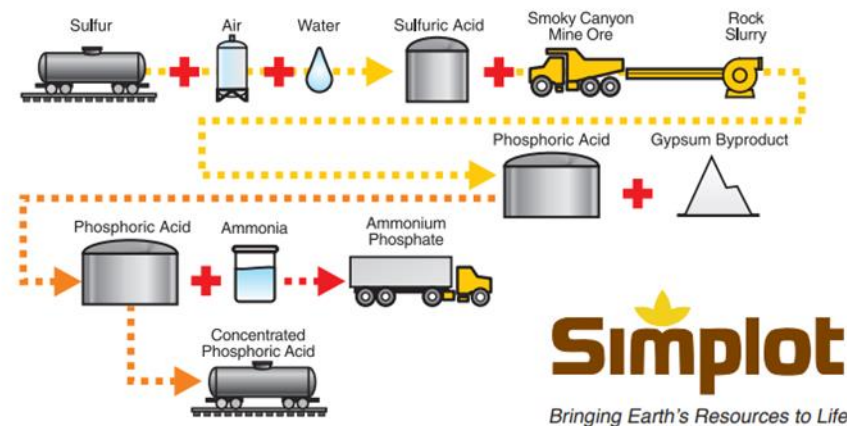 Sulfur
Air
Water
Sulfuric Acid
Smoky Canyon
Mine Ore
Rock
Slurry
Phosphoric Acid
Gypsum Byproduct
Phosphoric Acid
Ammonia
Ammonium
Phosphate
Concentrated
Phosphoric Acid
Simplot
Bringing Earth's Resources to Life